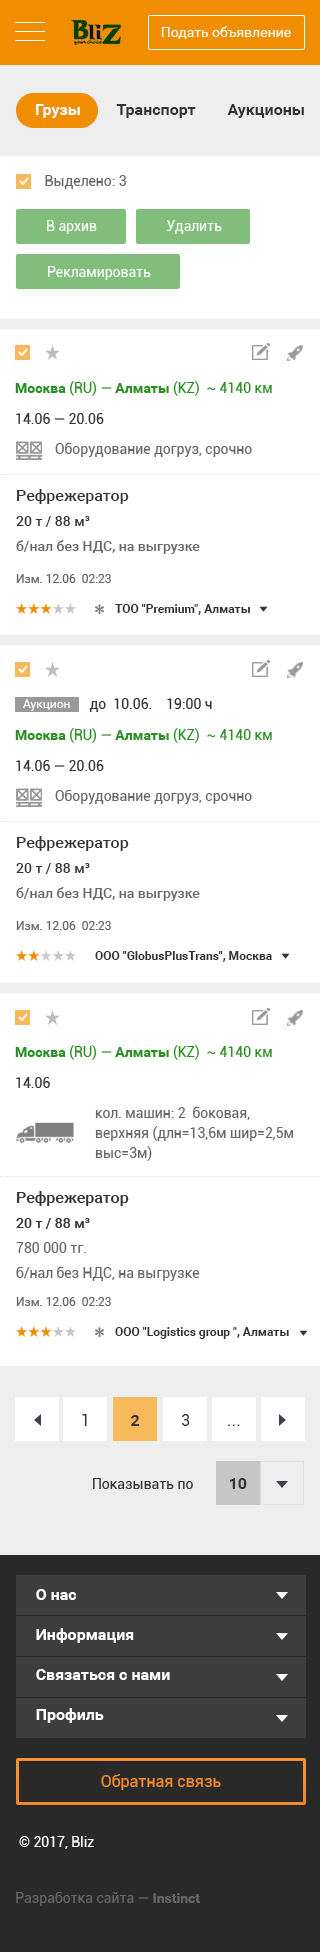 Bliz
Подать объявление
Грузы Транспорт Аукционы
Выделено: 3
В архив Удалить
Рекламировать
Москва (RU) — Алматы (KZ) ~ 4140 км
14.06 — 20.06
Оборудование догруз, срочно
Рефрежератор
20 т / 88 м³
б/нал без НДС, на выгрузке
Изм. 12.06 02:23
ТОО "Premium", Алматы
Аукцион до 10.06. 19:00 ч
Москва (RU) — Алматы (KZ) ~ 4140 км
14.06 — 20.06
Оборудование догруз, срочно
Рефрежератор
20 т / 88 м³
б/нал без НДС, на выгрузке
Изм. 12.06 02:23
ООО "GlobusPlusTrans", Москва
Москва (RU) — Алматы (KZ) ~ 4140 км
14.06
кол. машин: 2 боковая,
верхняя (длн=13,6м шир=2,5м
выс=3м)
Рефрежератор
20 т / 88 м³
780 000 тг.
б/нал без НДС, на выгрузке
Изм. 12.06 02:23
ООО "Logistics group ", Алматы
1 2 3 ...
Показывать по 10
О нас
Информация
Связаться с нами
Профиль
Обратная связь
© 2017, Bliz
Разработка сайта — Instinct